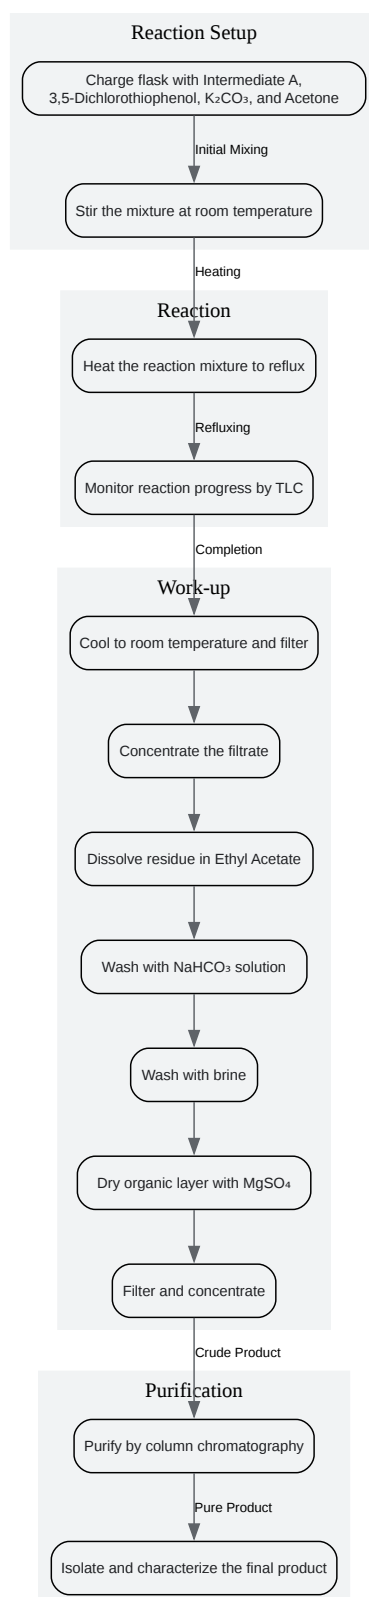 Reaction Setup
Charge flask with Intermediate A,
3,5-Dichlorothiophenol, K₂CO₃, and Acetone
Initial Mixing
Stir the mixture at room temperature
Heating
Reaction
Heat the reaction mixture to reflux
Refluxing
Monitor reaction progress by TLC
Completion
Work-up
Cool to room temperature and filter
Concentrate the filtrate
Dissolve residue in Ethyl Acetate
Wash with NaHCO₃ solution
Wash with brine
Dry organic layer with MgSO₄
Filter and concentrate
Crude Product
Purification
Purify by column chromatography
Pure Product
Isolate and characterize the final product